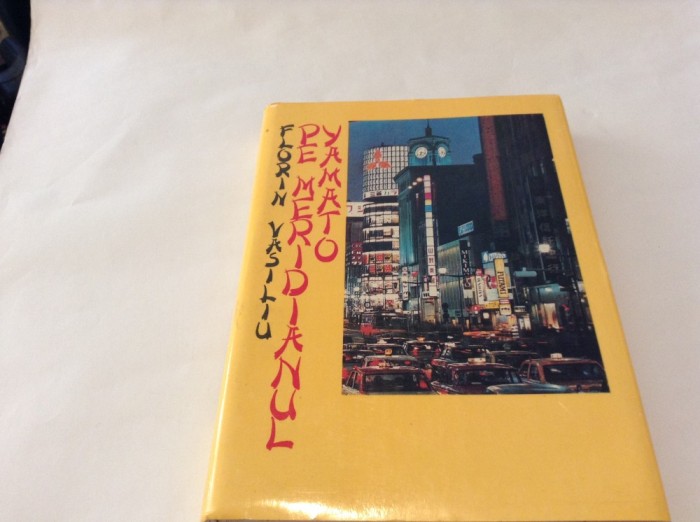 FLORIN VASILIU
PE MERIDIANUL
YAMATO